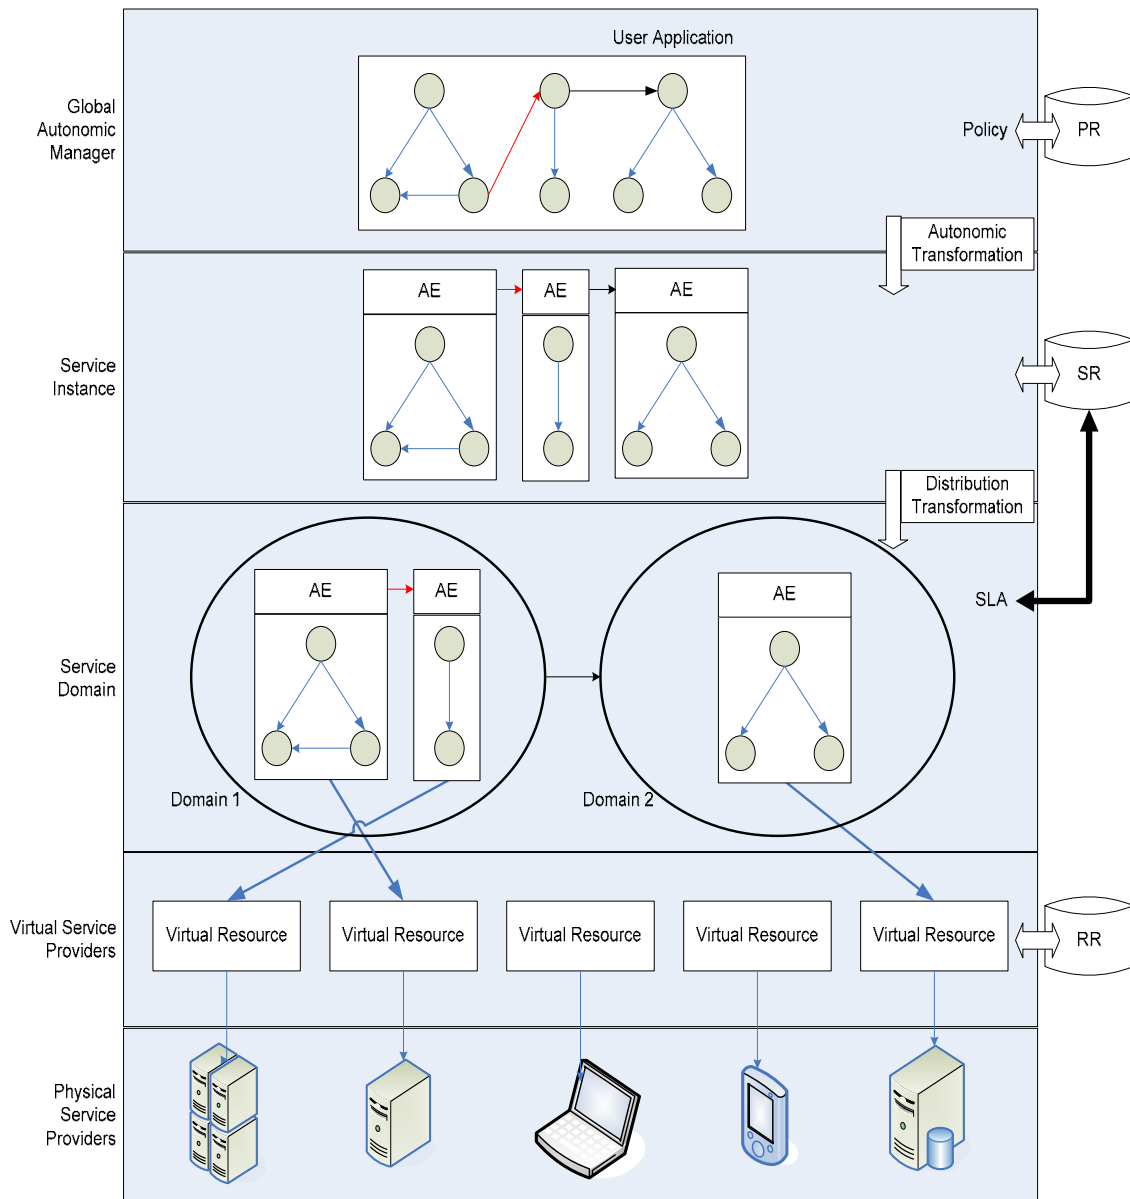 User Application
Global
Autonomic
Manager
Policy
PR
Autonomic
Transformation
AE
AE
AE
Service
Instance
SR
Distribution
Transformation
AE
AE
AE
SLA
Service
Domain
Domain 1
Domain 2
Virtual Service
Providers
Virtual Resource
Virtual Resource
Virtual Resource
Virtual Resource
Virtual Resource
RR
Physical
Service
Providers